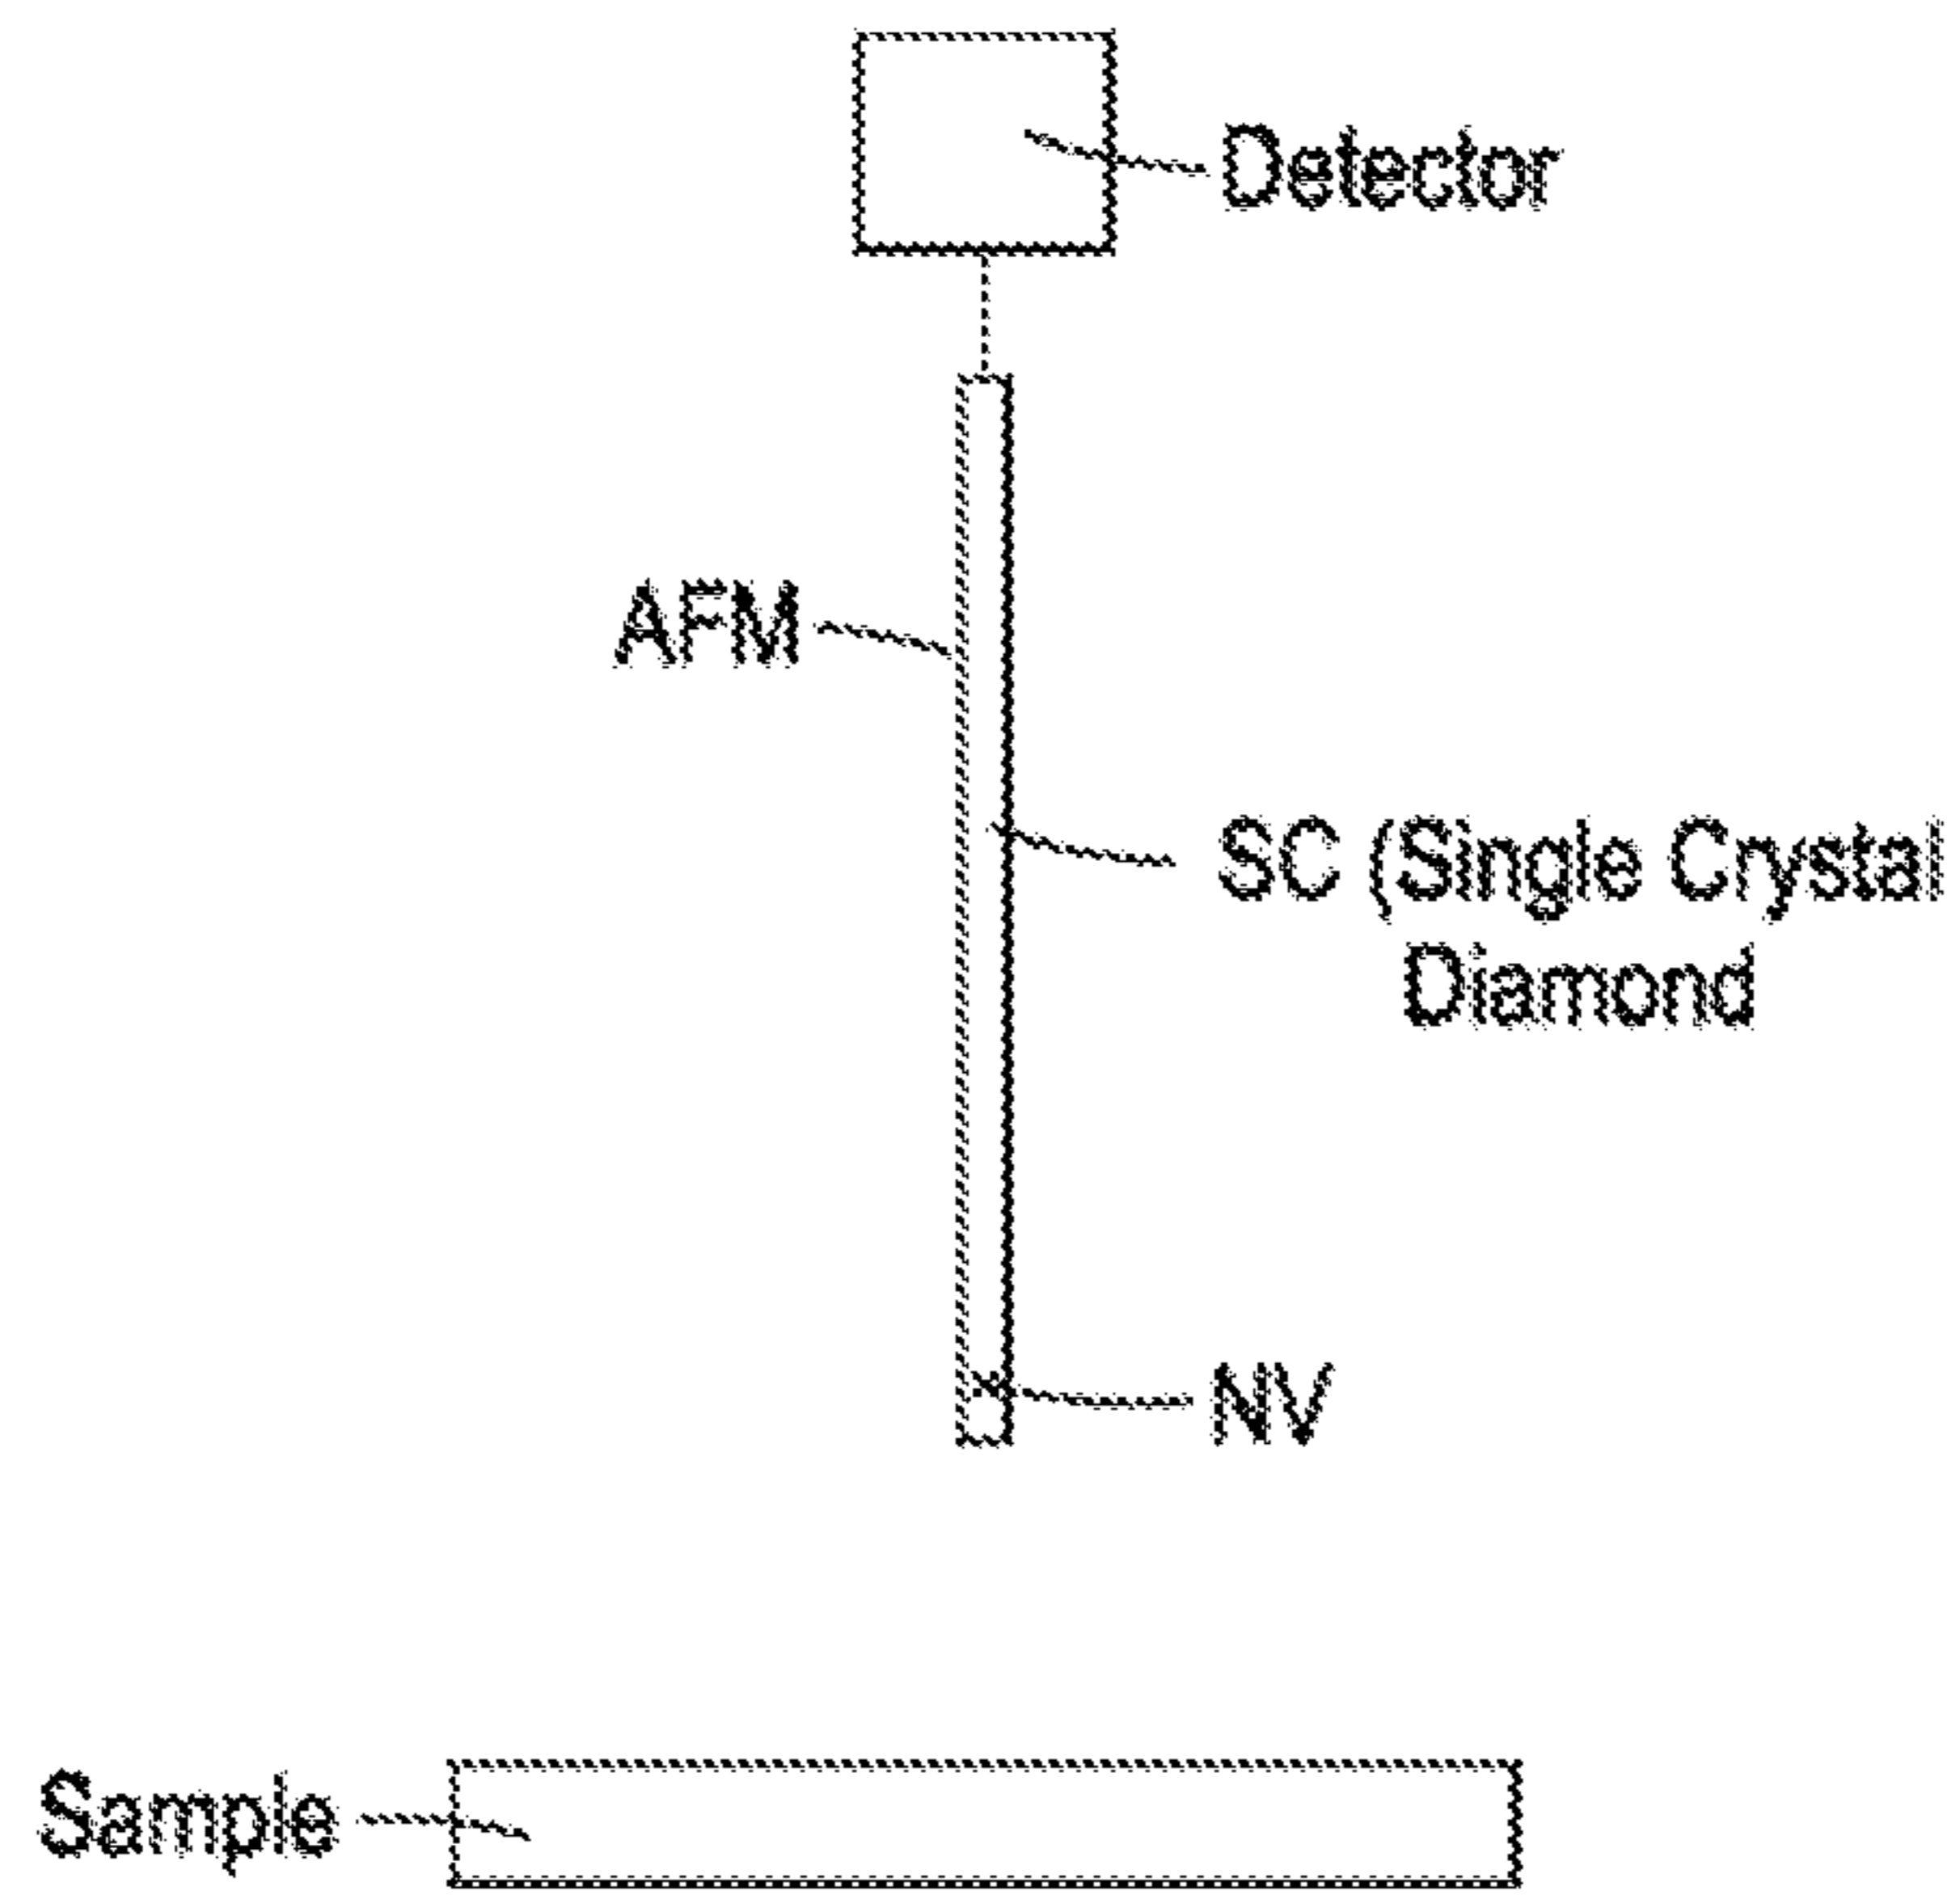 Detector
AFM
SC (Single Crystal
Diamond
NV
Sample